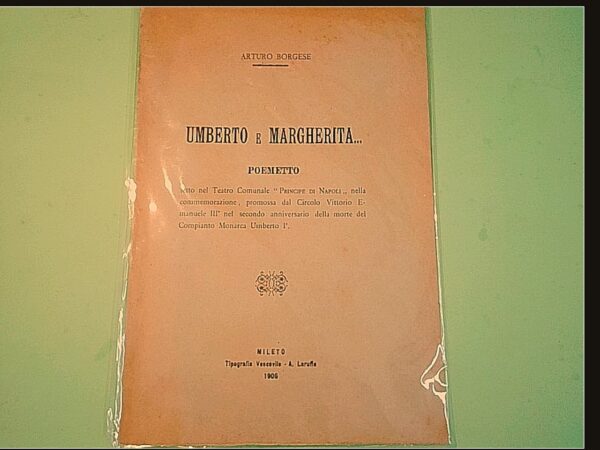 ARTURO BORGESE
UMBERTO E MARGHERITA...
POEMETTO
letto nel Teatro Comunale "PRINCIPE DI NAPOLI„ nella
commemorazione, promossa dal Circolo Vittorio E-
manuele III° nel secondo anniversario della morte del
Compianto Monarca Umberto I°.
MILETO
Tipografia Vescovile - A. Laruffa
1906